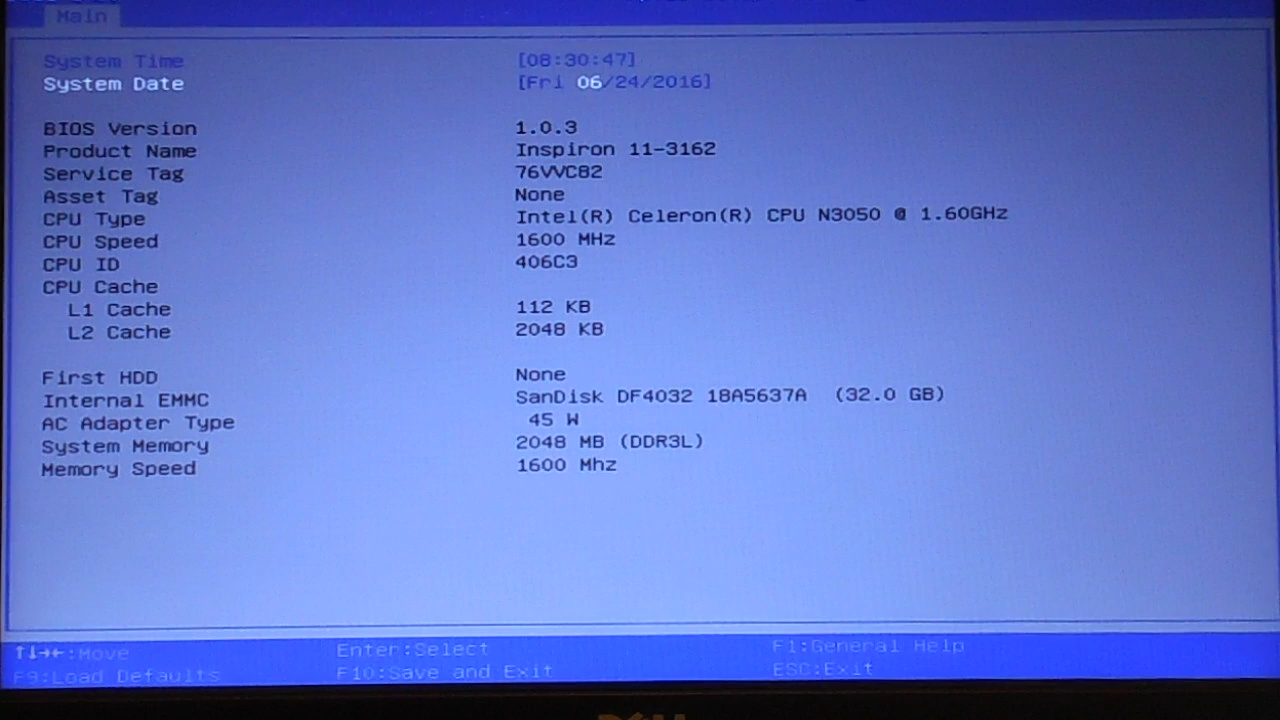 Main
System Time [08:30:47]
System Date [Fri 06/24/2016]
BIOS Version 1.0.3
Product Name Inspiron 11-3162
Service Tag 76VVC82
Asset Tag None
CPU Type Intel(R) Celeron(R) CPU N3050 @ 1.60GHz
CPU Speed 1600 MHz
CPU ID 406C3
CPU Cache
L1 Cache 112 KB
L2 Cache 2048 KB
First HDD None
Internal EMMC SanDisk DF4032 18A5637A (32.0 GB)
AC Adapter Type 45 W
System Memory 2048 MB (DDR3L)
Memory Speed 1600 Mhz
↑↓→←:Move Enter:Select F1:General Help
F9:Load Defaults F10:Save and Exit ESC:Exit